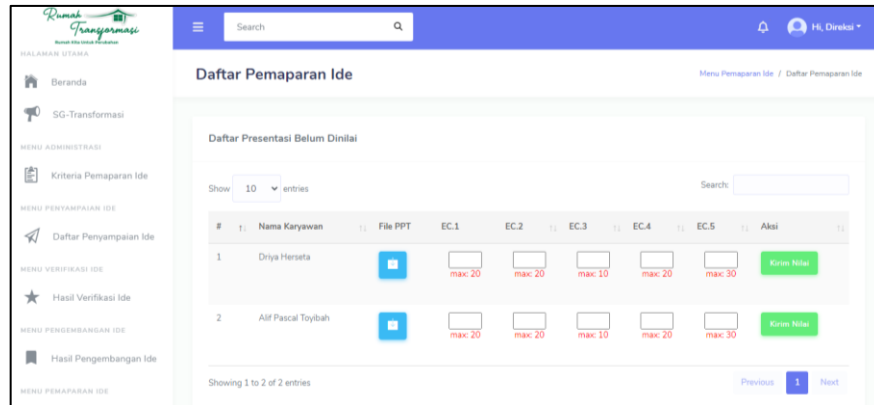 Rumah
Transformasi
Rumah Kita Untuk Perubahan
Search
Hi, Direksi
HALAMAN UTAMA
Beranda
SG-Transformasi
MENU ADMINISTRASI
Kriteria Pemaparan Ide
MENU PENYAMPAIAN IDE
Daftar Penyampaian Ide
MENU VERIFIKASI IDE
Hasil Verifikasi Ide
MENU PENGEMBANGAN IDE
Hasil Pengembangan Ide
MENU PEMAPARAN IDE
Daftar Pemaparan Ide
Menu Pemaparan Ide / Daftar Pemaparan Ide
Daftar Presentasi Belum Dinilai
Show 10 entries
Search:
# Nama Karyawan File PPT EC.1 EC.2 EC.3 EC.4 EC.5 Aksi
1 Driya Herseta Kirim Nilai
max: 20 max: 20 max: 10 max: 20 max: 30
2 Alif Pascal Toyibah Kirim Nilai
max: 20 max: 20 max: 10 max: 20 max: 30
Showing 1 to 2 of 2 entries
Previous 1 Next